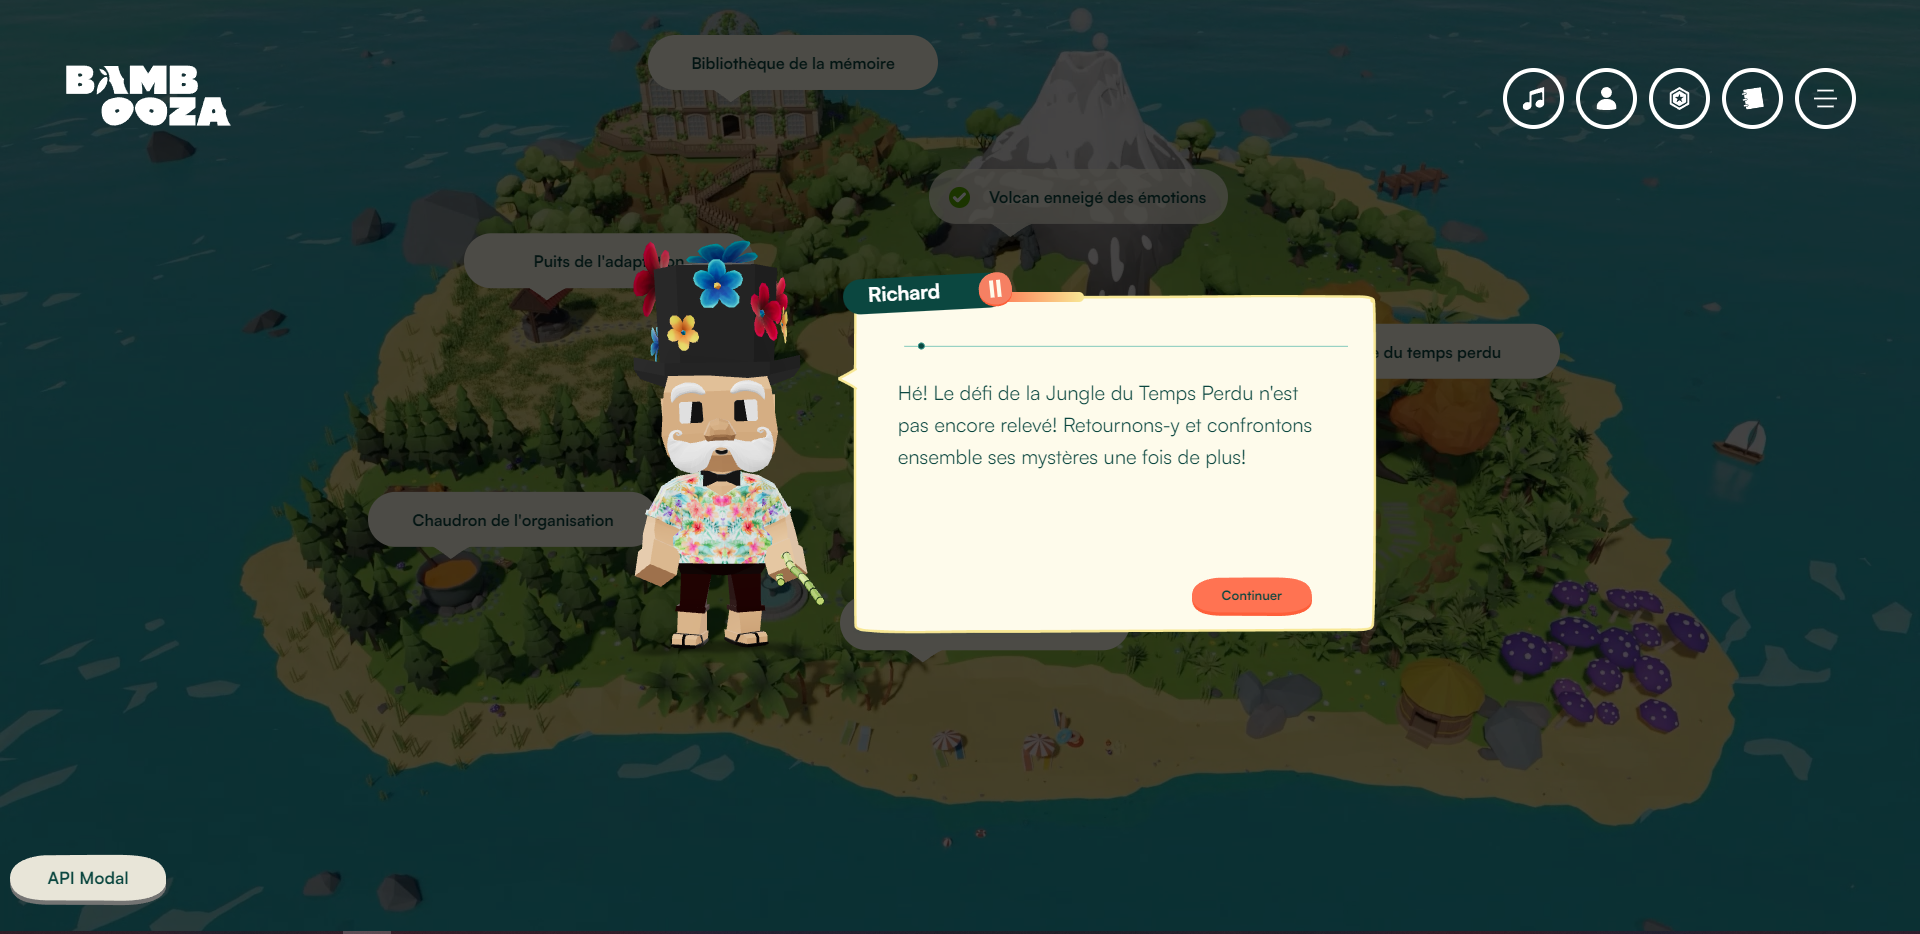 BAMB
OOZA
Bibliothèque de la mémoire
Volcan enneigé des émotions
Puits de l'adap
Richard
du temps perdu
Hé! Le défi de la Jungle du Temps Perdu n'est
pas encore relevé! Retournons-y et confrontons
ensemble ses mystères une fois de plus!
Chaudron de l'organisation
Continuer
API Modal